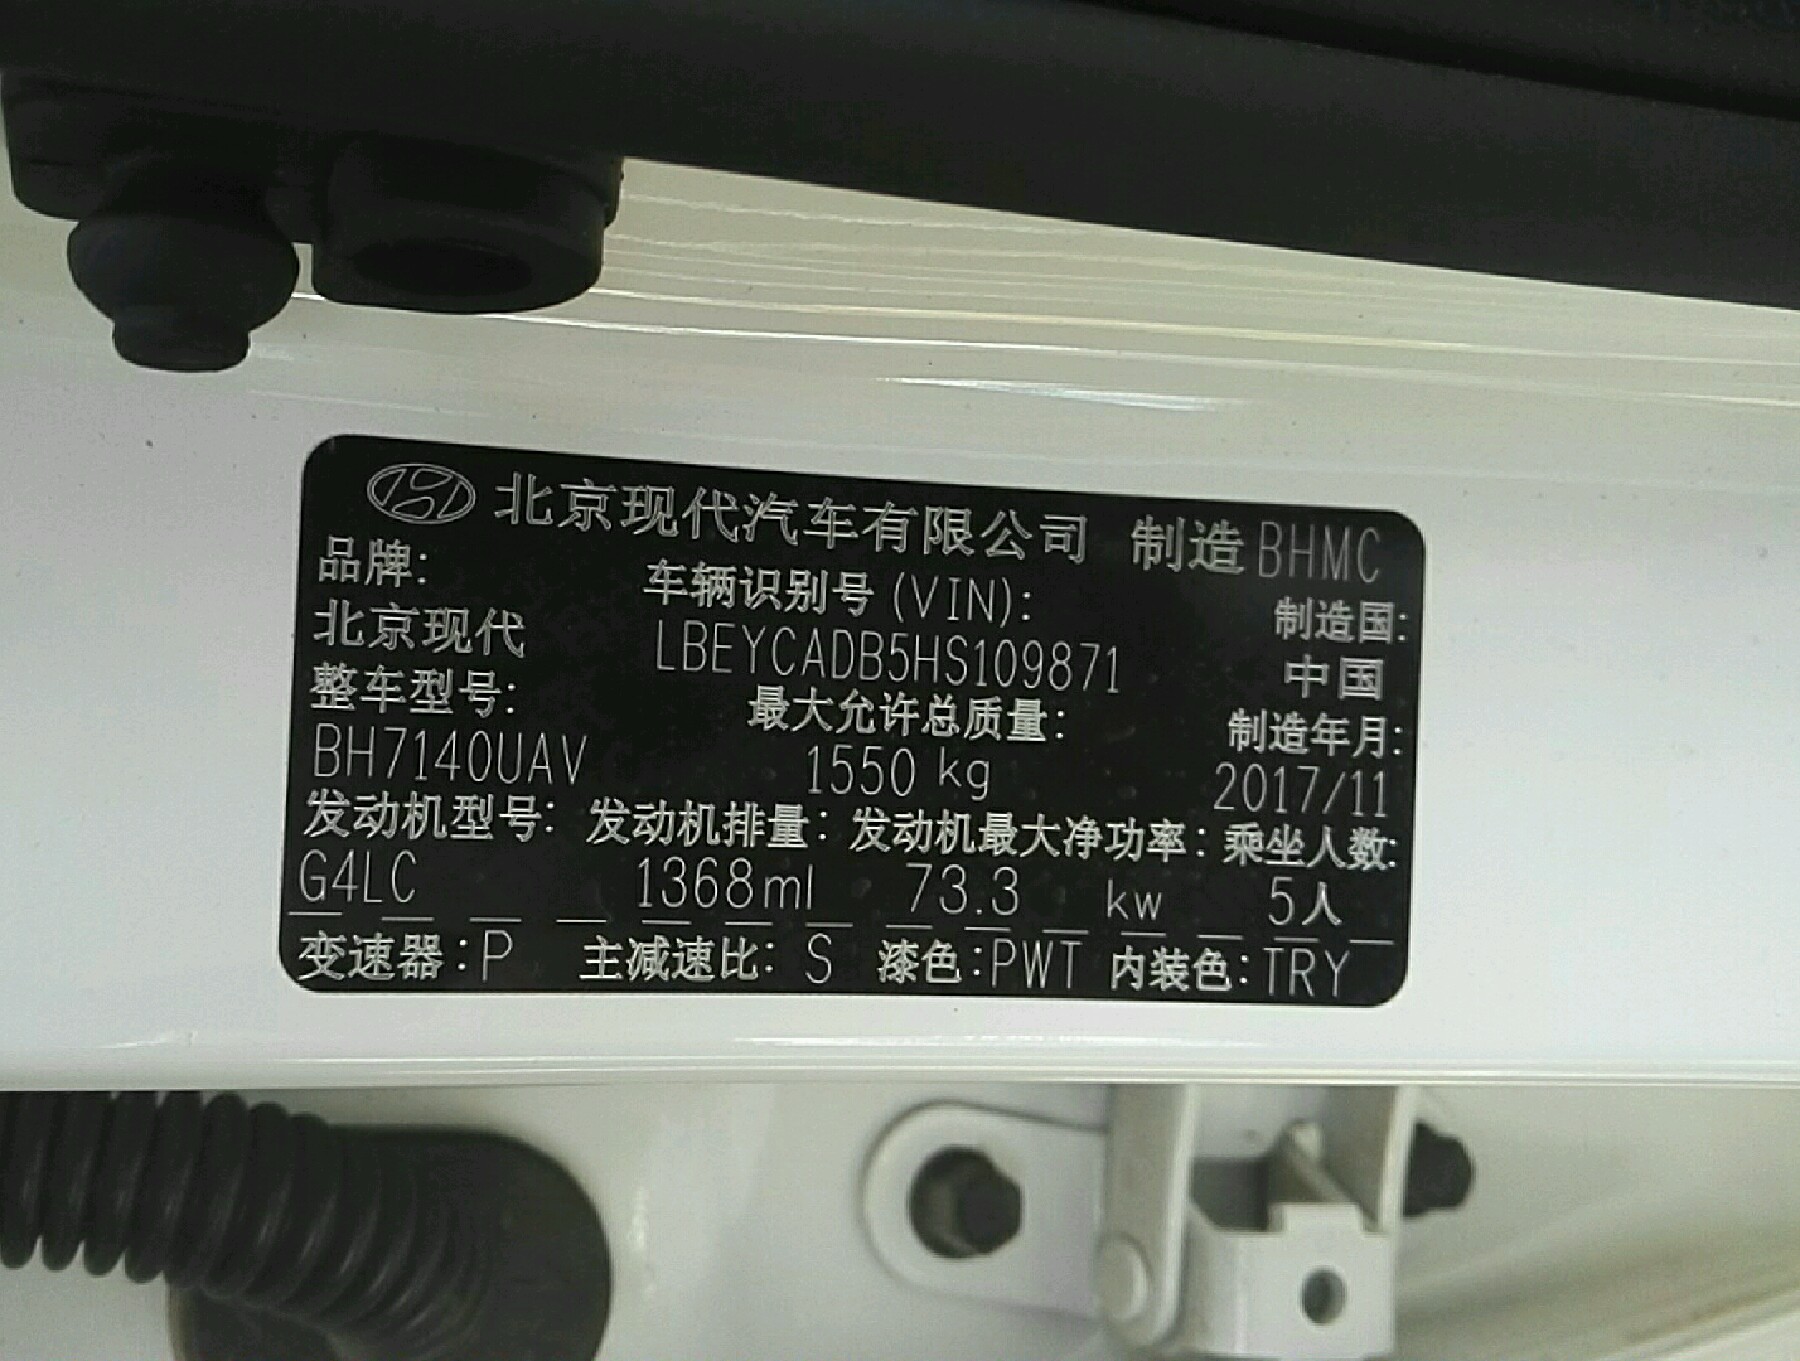 北京现代汽车有限公司 制造 BHMC
品牌: 车辆识别号 (VIN): 制造国:
北京现代 LBEYCADB5HS109871 中国
整车型号: 最大允许总质量: 制造年月:
BH7140UAV 1550 kg 2017/11
发动机型号: 发动机排量: 发动机最大净功率: 乘坐人数:
G4LC 1368ml 73.3 kw 5人
变速器:P 主减速比: S 漆色:PWT 内装色:TRY